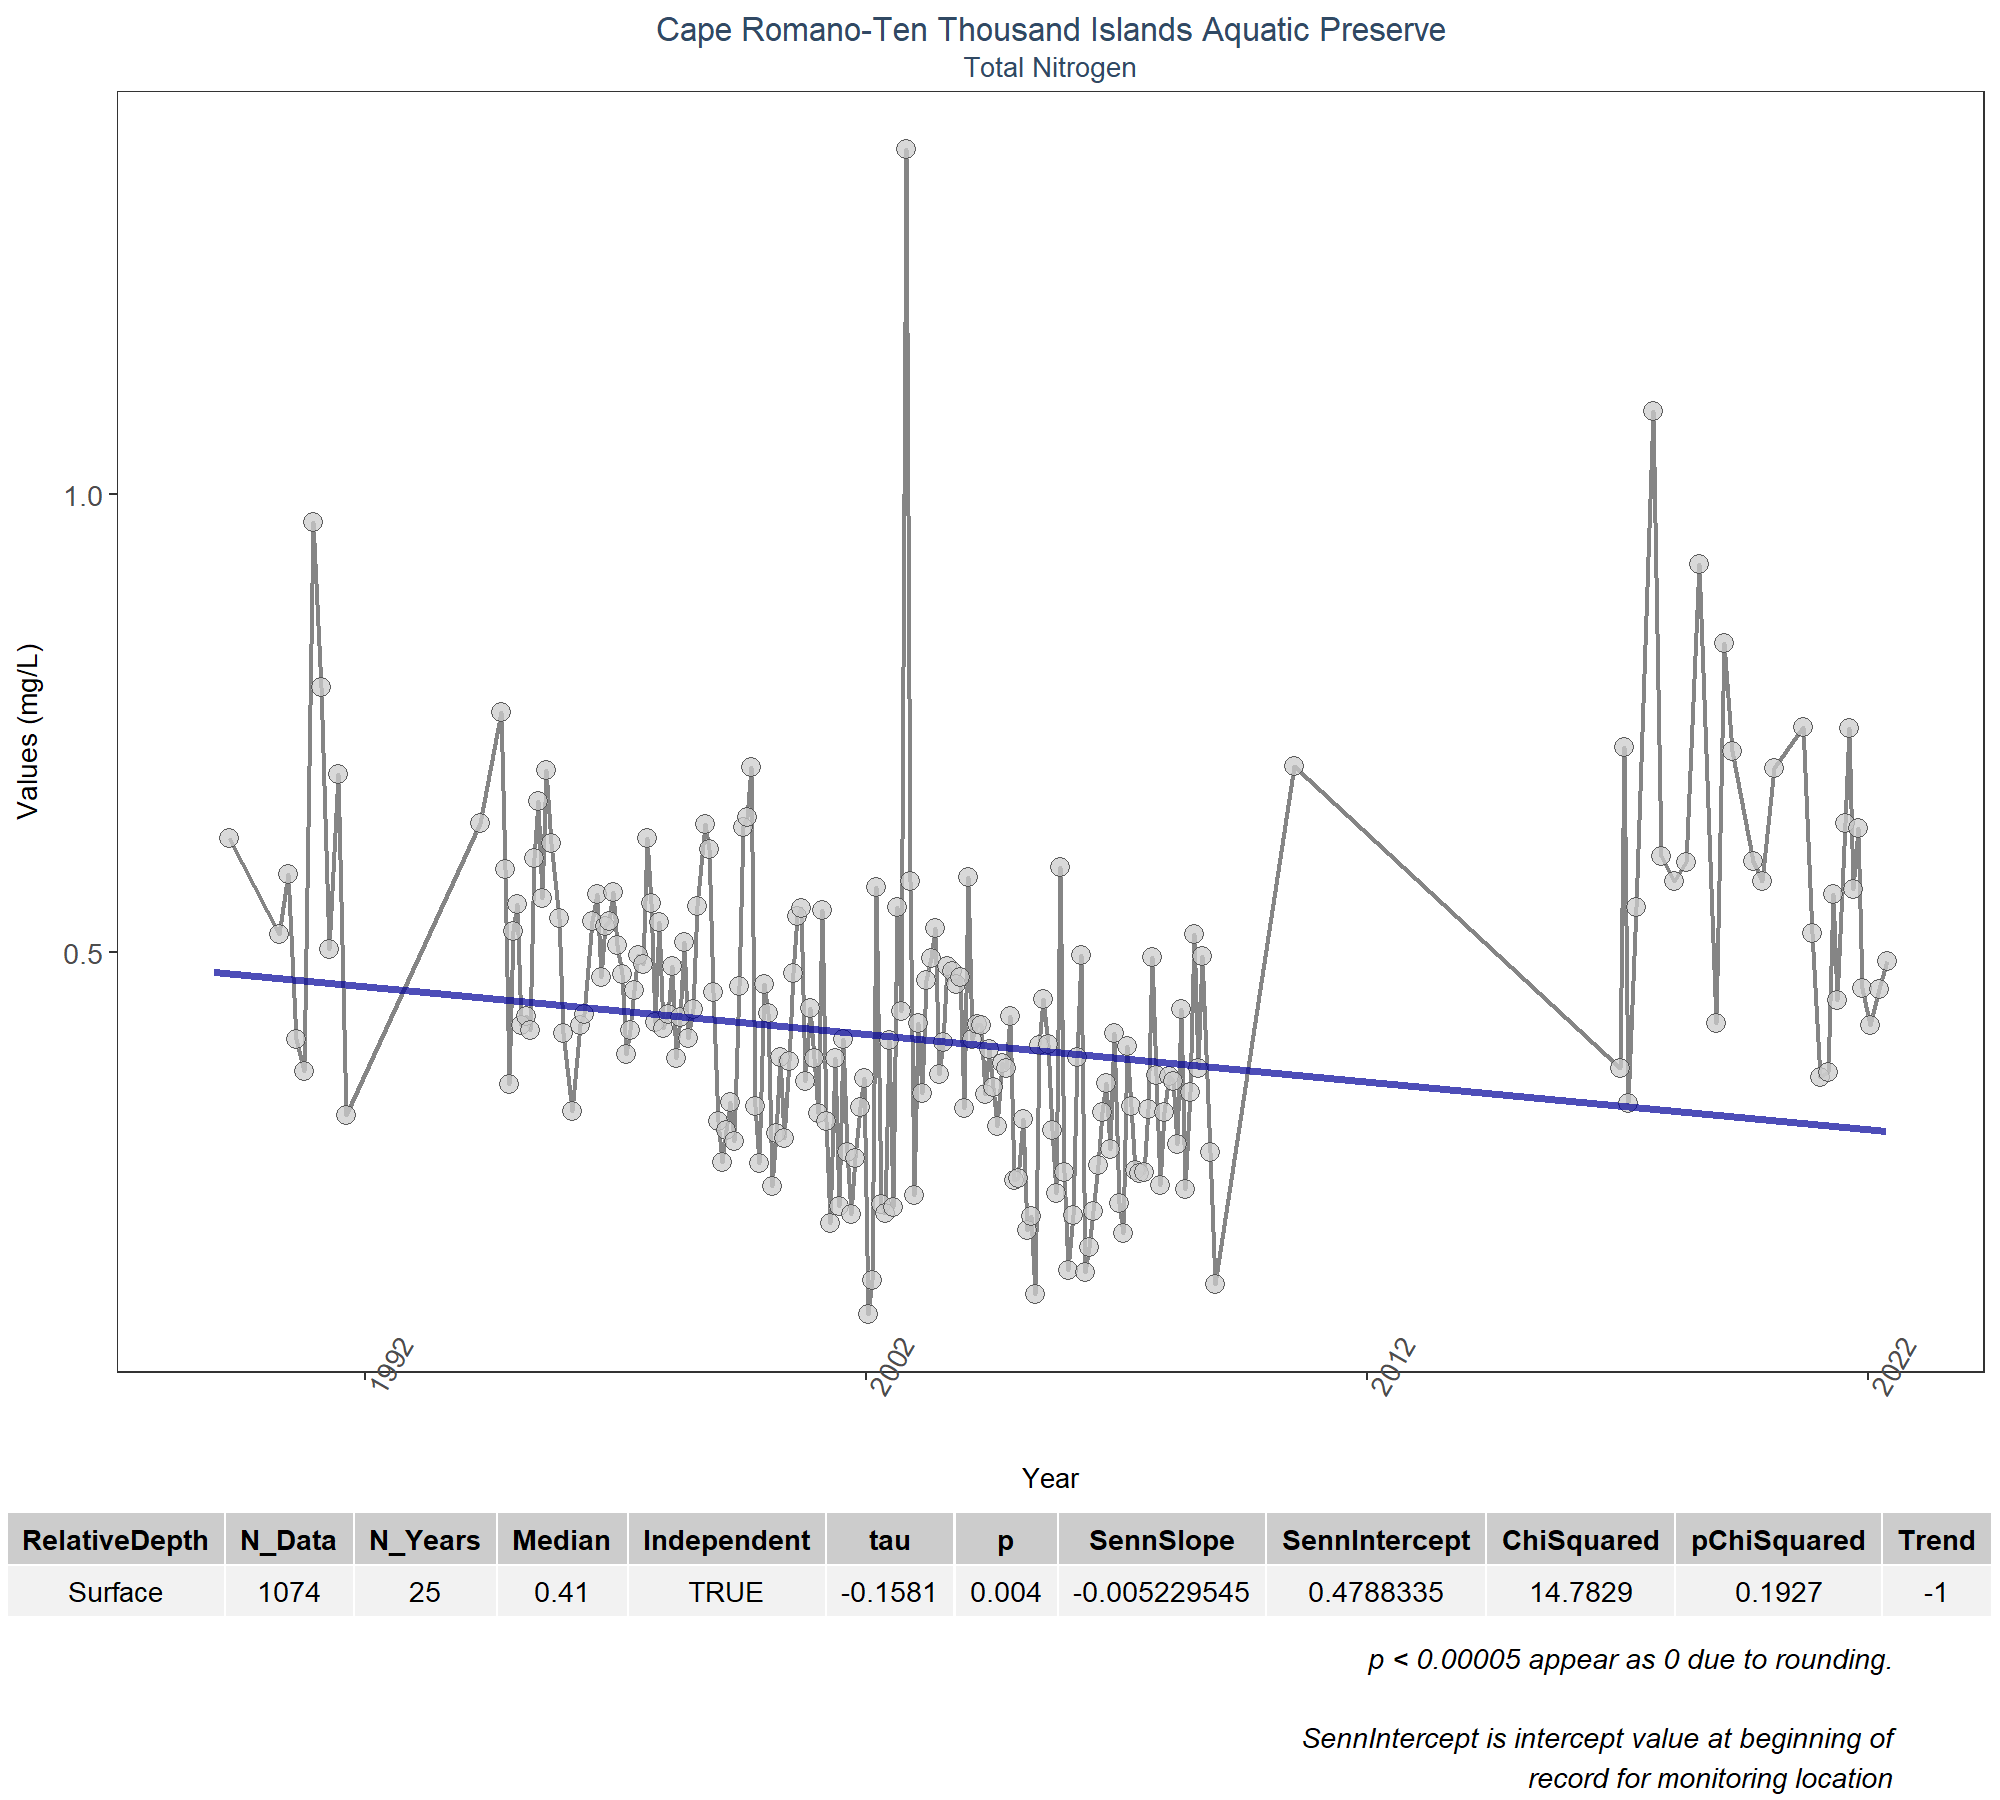 Cape Romano-Ten Thousand Islands Aquatic Preserve
Total Nitrogen
Values (mg/L)
1.0
0.5
1992
2002
2012
2022
Year
RelativeDepth N_Data N_Years Median Independent tau p SennSlope SennIntercept ChiSquared pChiSquared Trend
Surface 1074 25 0.41 TRUE -0.1581 0.004 -0.005229545 0.4788335 14.7829 0.1927 -1
p < 0.00005 appear as 0 due to rounding.
SennIntercept is intercept value at beginning of
record for monitoring location